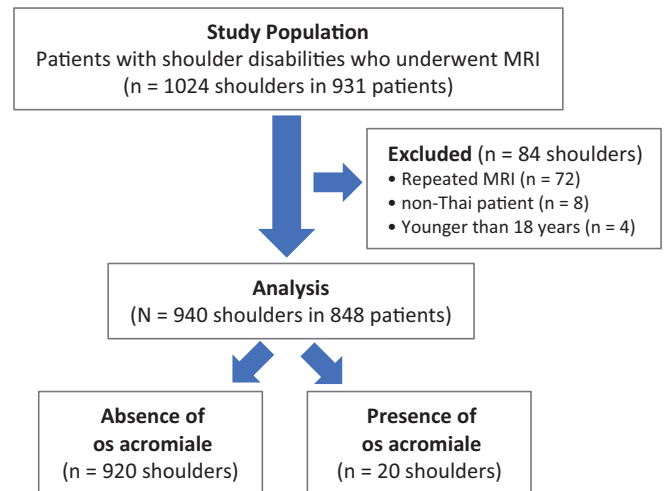 Study Population
Patients with shoulder disabilities who underwent MRI
(n = 1024 shoulders in 931 patients)
Excluded (n = 84 shoulders)
• Repeated MRI (n = 72)
• non-Thai patient (n = 8)
• Younger than 18 years (n = 4)
Analysis
(N = 940 shoulders in 848 patients)
Absence of
os acromiale
(n = 920 shoulders)
Presence of
os acromiale
(n = 20 shoulders)